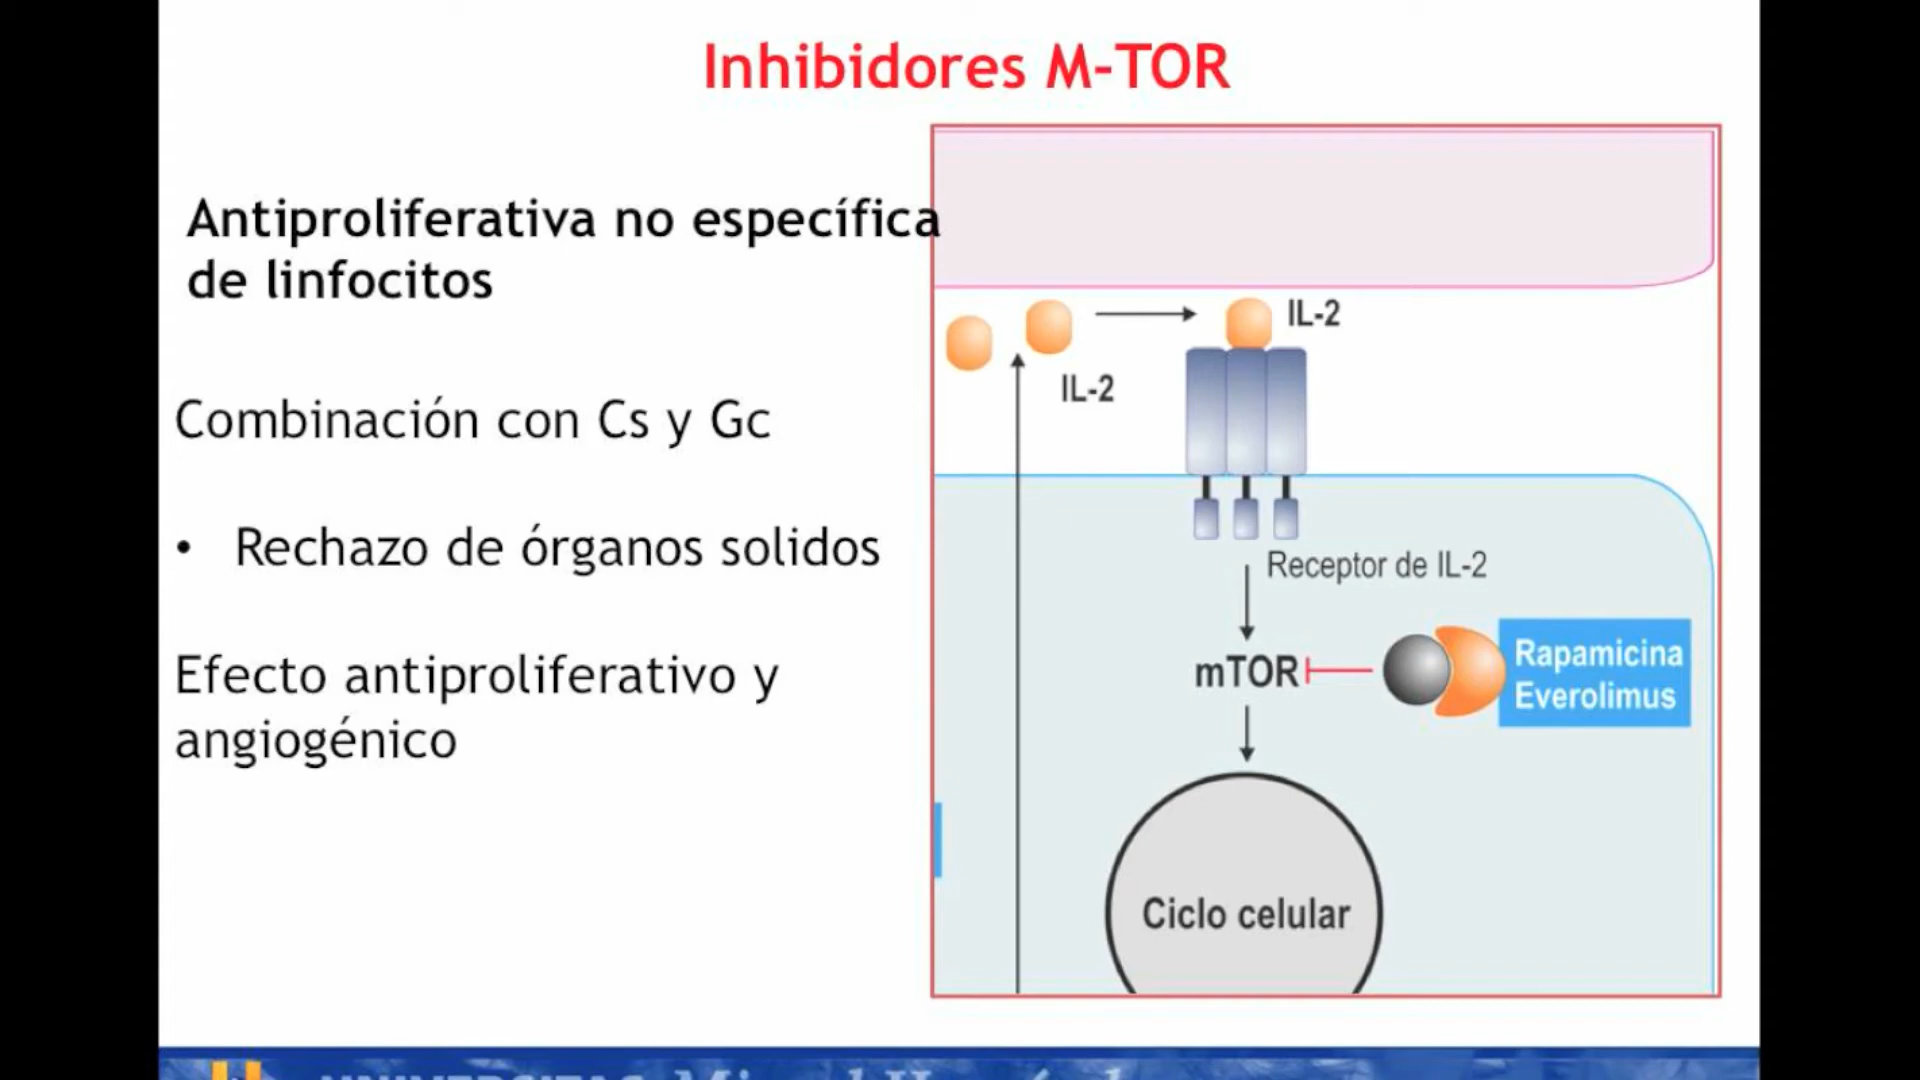 Inhibidores M-TOR
Antiproliferativa no específica
de linfocitos
Combinación con Cs y Gc
• Rechazo de órganos solidos
Efecto antiproliferativo y
angiogénico
IL-2
IL-2
Receptor de IL-2
mTOR
Rapamicina
Everolimus
Ciclo celular